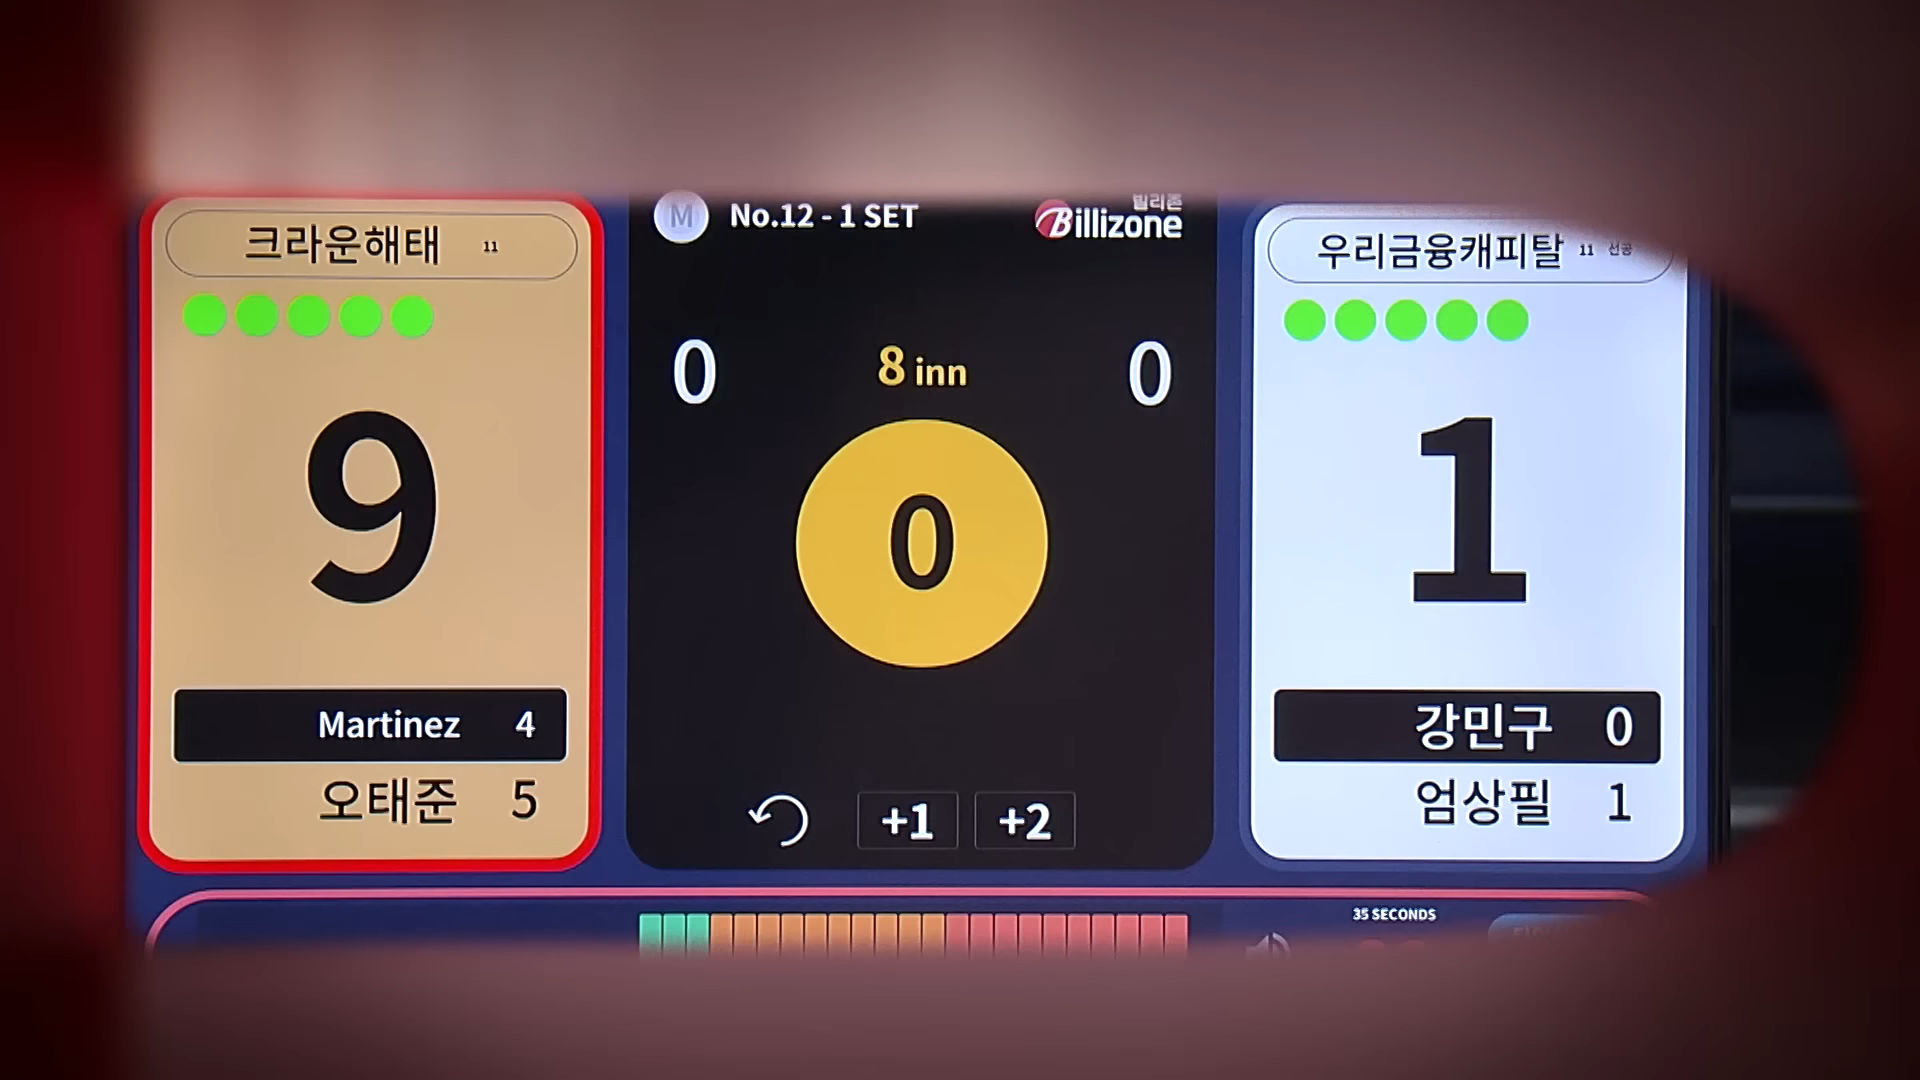 크라운해태 11
9
Martinez 4
오태준 5
M No.12 - 1 SET
빌리존
Billizone
0 8 inn 0
0
+1 +2
우리금융캐피탈 11 선공
1
강민구 0
엄상필 1
35 SECONDS